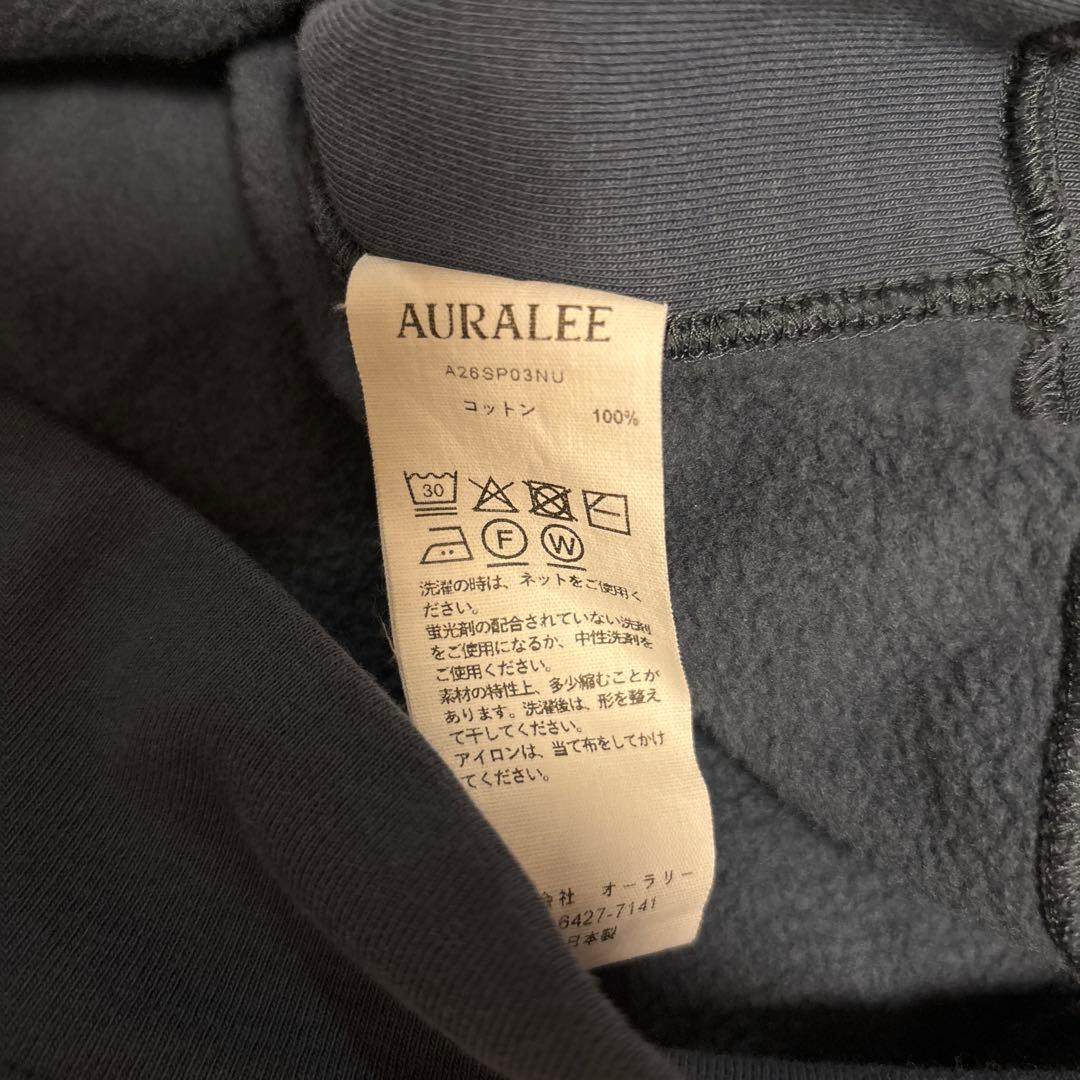 AURALEE
A26SP03NU
コットン 100%
30
F W
洗濯の時は、ネットをご使用く
ださい。
蛍光剤の配合されていない洗剤
をご使用になるか、中性洗剤を
ご使用ください。
素材の特性上、多少縮むことが
あります。洗濯後は、形を整え
て干してください。
アイロンは、当て布をしてかけ
てください。
会社 オーラリー
6427-7141
日本製